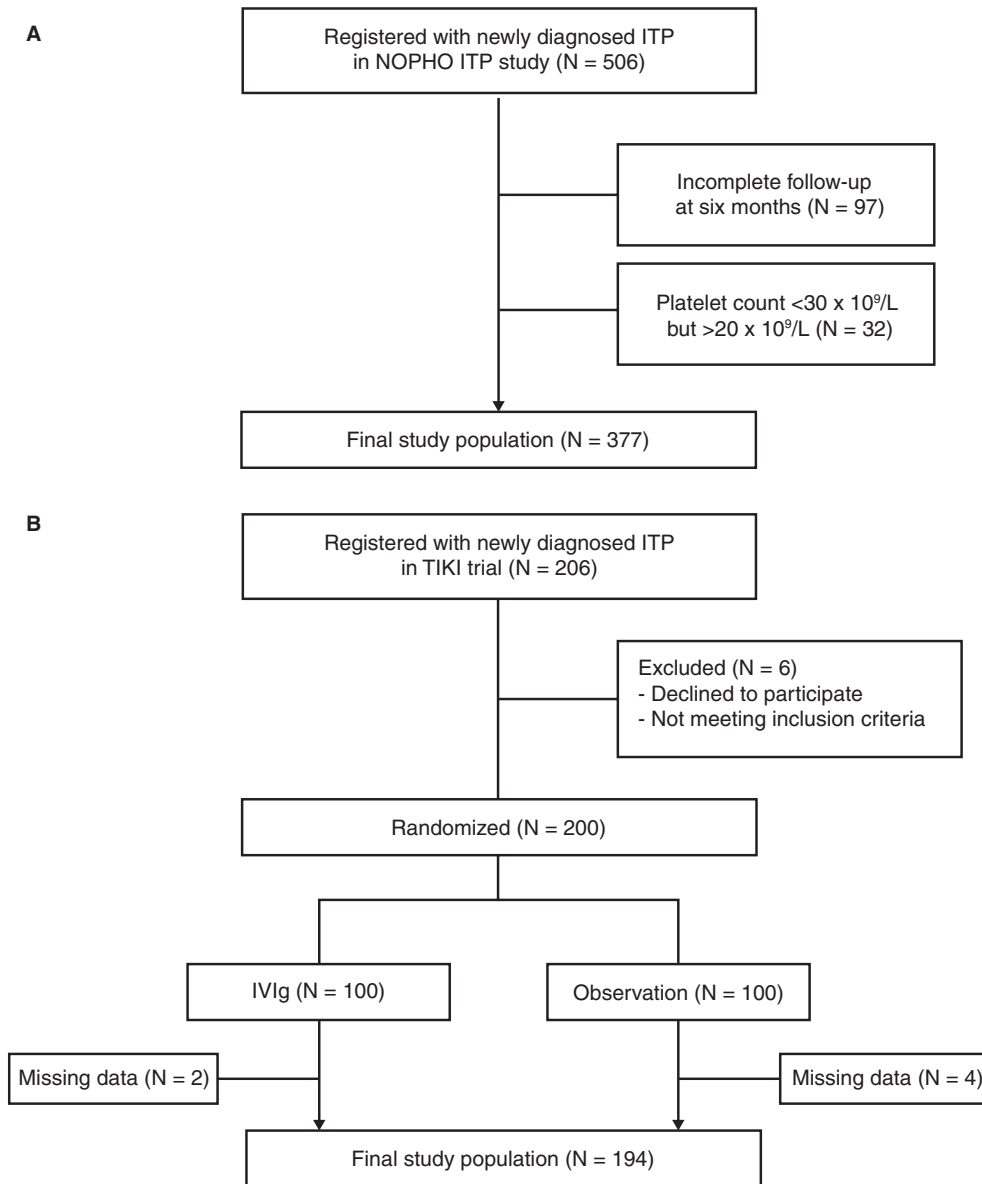 A
Registered with newly diagnosed ITP
in NOPHO ITP study (N = 506)
Incomplete follow-up
at six months (N = 97)
Platelet count <30 x 10⁹/L
but >20 x 10⁹/L (N = 32)
Final study population (N = 377)
B
Registered with newly diagnosed ITP
in TIKI trial (N = 206)
Excluded (N = 6)
- Declined to participate
- Not meeting inclusion criteria
Randomized (N = 200)
IVIg (N = 100)
Observation (N = 100)
Missing data (N = 2)
Missing data (N = 4)
Final study population (N = 194)